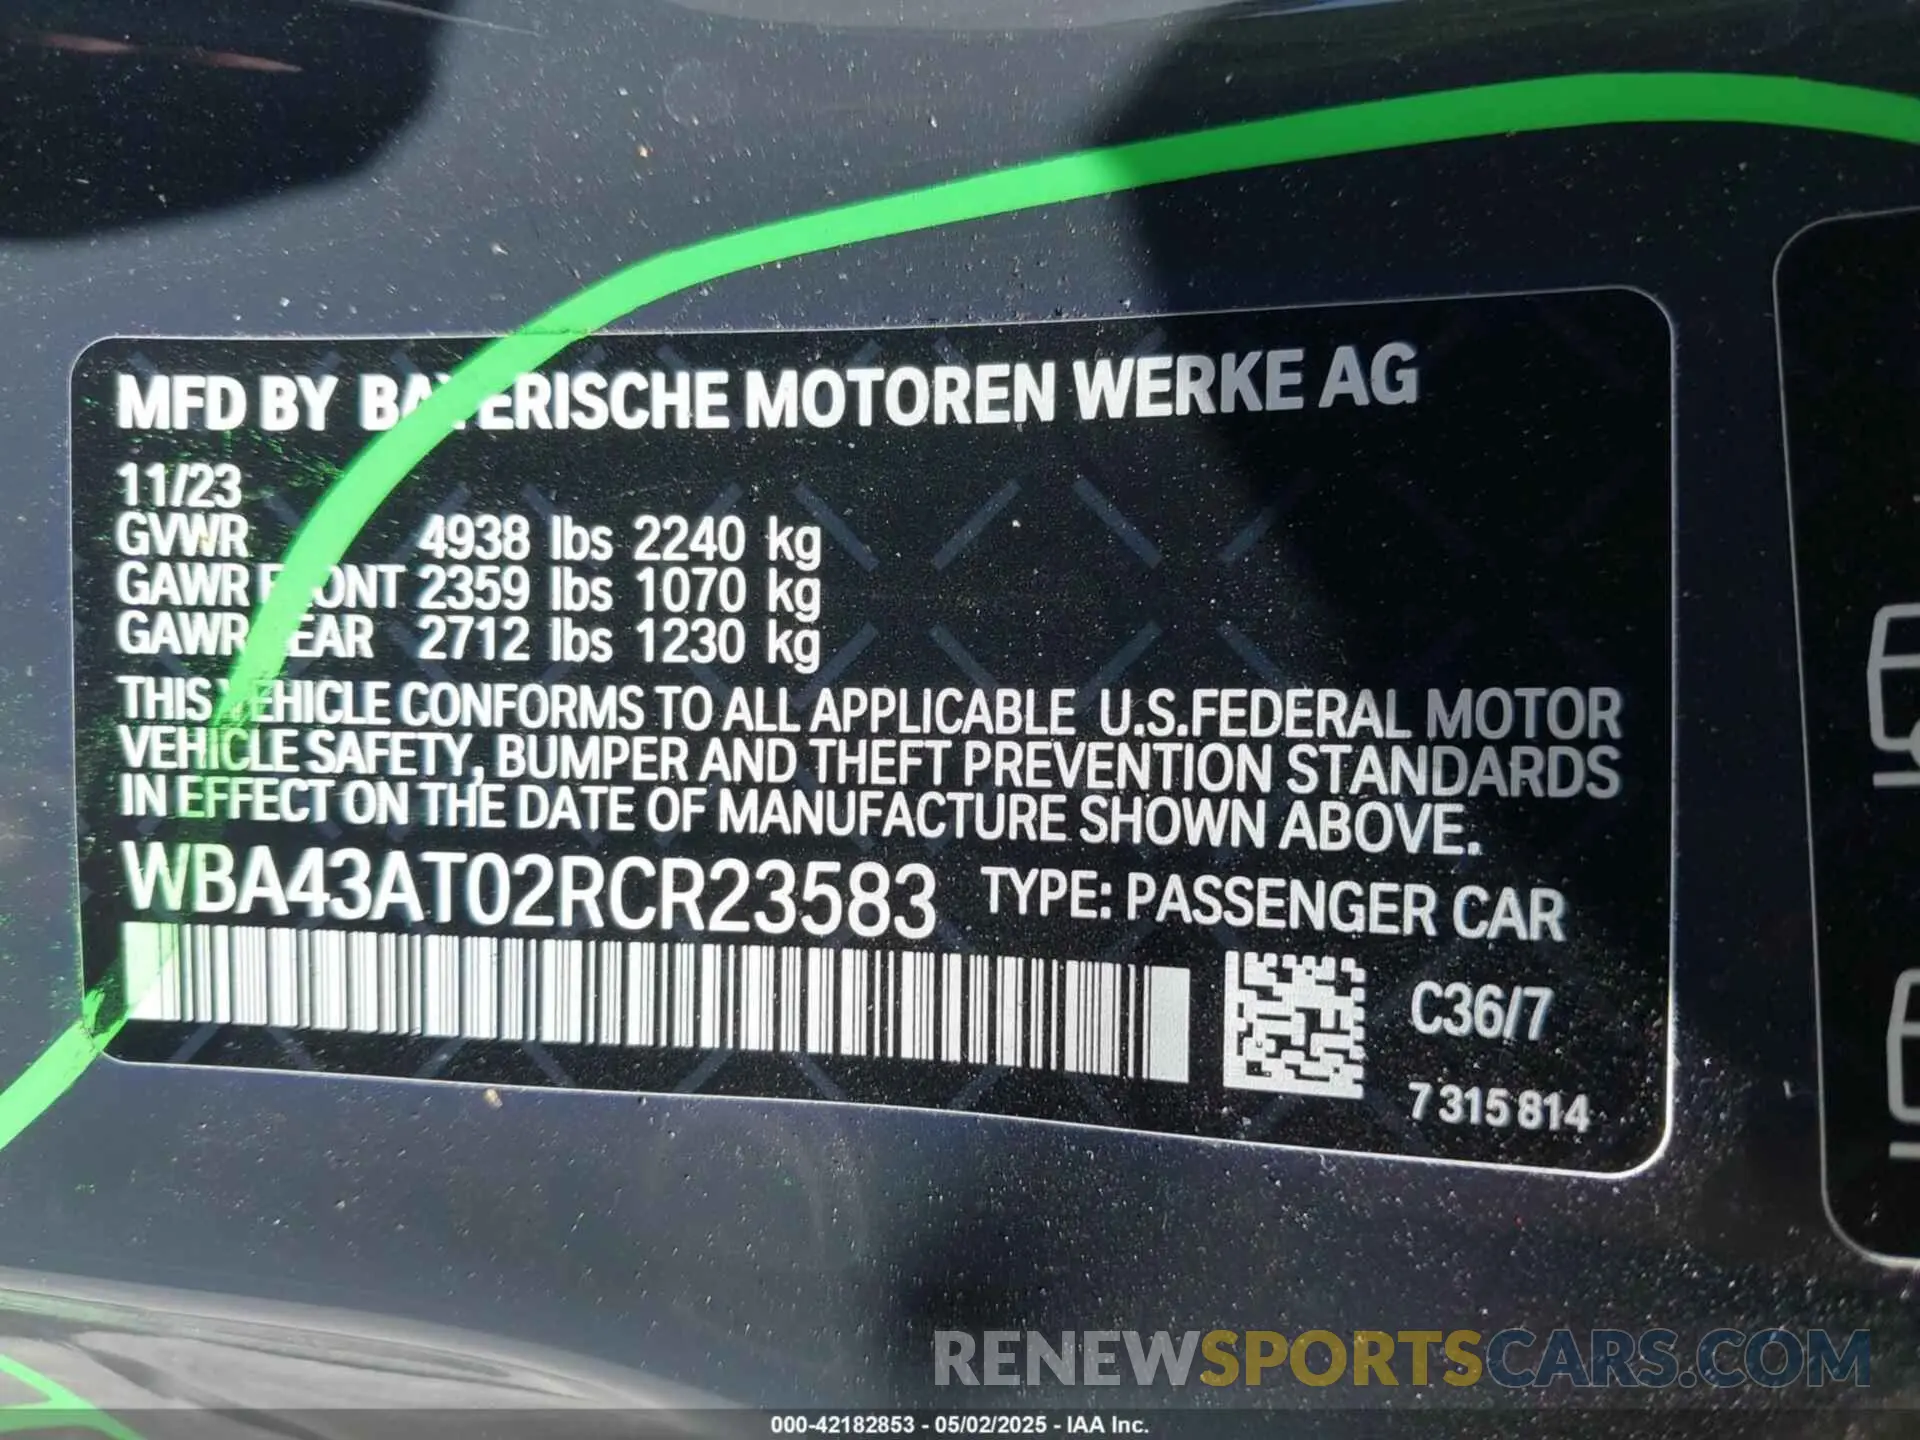 MFD BY BAYERISCHE MOTOREN WERKE AG
11/23
GVWR 4938 lbs 2240 kg
GAWR FRONT 2359 lbs 1070 kg
GAWR REAR 2712 lbs 1230 kg
THIS VEHICLE CONFORMS TO ALL APPLICABLE U.S.FEDERAL MOTOR
VEHICLE SAFETY, BUMPER AND THEFT PREVENTION STANDARDS
IN EFFECT ON THE DATE OF MANUFACTURE SHOWN ABOVE.
WBA43AT02RCR23583 TYPE: PASSENGER CAR
C36/7
7 315 814
RENEWSPORTSCARS.COM
000-42182853 - 05/02/2025 - IAA Inc.